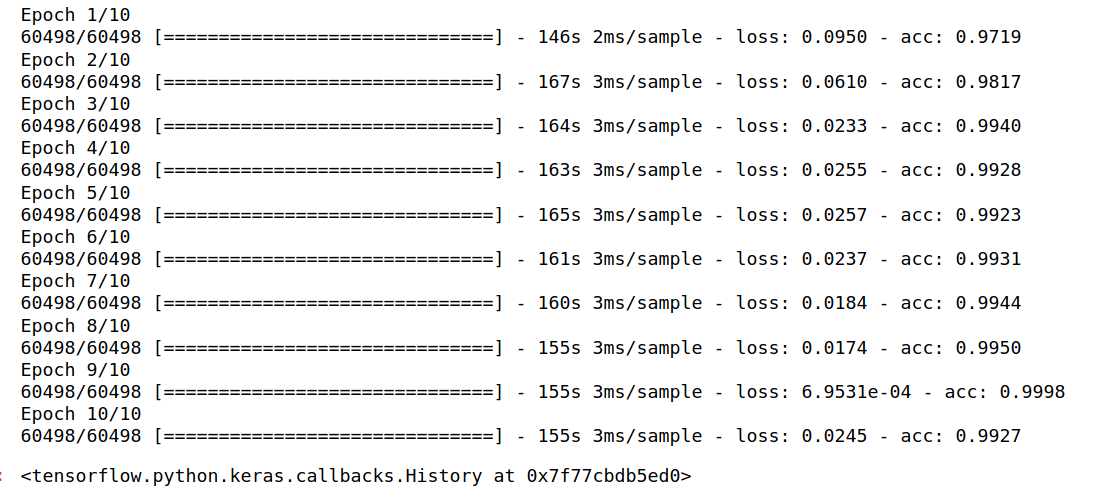 Epoch 1/10
60498/60498 [==============================] - 146s 2ms/sample - loss: 0.0950 - acc: 0.9719
Epoch 2/10
60498/60498 [==============================] - 167s 3ms/sample - loss: 0.0610 - acc: 0.9817
Epoch 3/10
60498/60498 [==============================] - 164s 3ms/sample - loss: 0.0233 - acc: 0.9940
Epoch 4/10
60498/60498 [==============================] - 163s 3ms/sample - loss: 0.0255 - acc: 0.9928
Epoch 5/10
60498/60498 [==============================] - 165s 3ms/sample - loss: 0.0257 - acc: 0.9923
Epoch 6/10
60498/60498 [==============================] - 161s 3ms/sample - loss: 0.0237 - acc: 0.9931
Epoch 7/10
60498/60498 [==============================] - 160s 3ms/sample - loss: 0.0184 - acc: 0.9944
Epoch 8/10
60498/60498 [==============================] - 155s 3ms/sample - loss: 0.0174 - acc: 0.9950
Epoch 9/10
60498/60498 [==============================] - 155s 3ms/sample - loss: 6.9531e-04 - acc: 0.9998
Epoch 10/10
60498/60498 [==============================] - 155s 3ms/sample - loss: 0.0245 - acc: 0.9927
<tensorflow.python.keras.callbacks.History at 0x7f77cbdb5ed0>